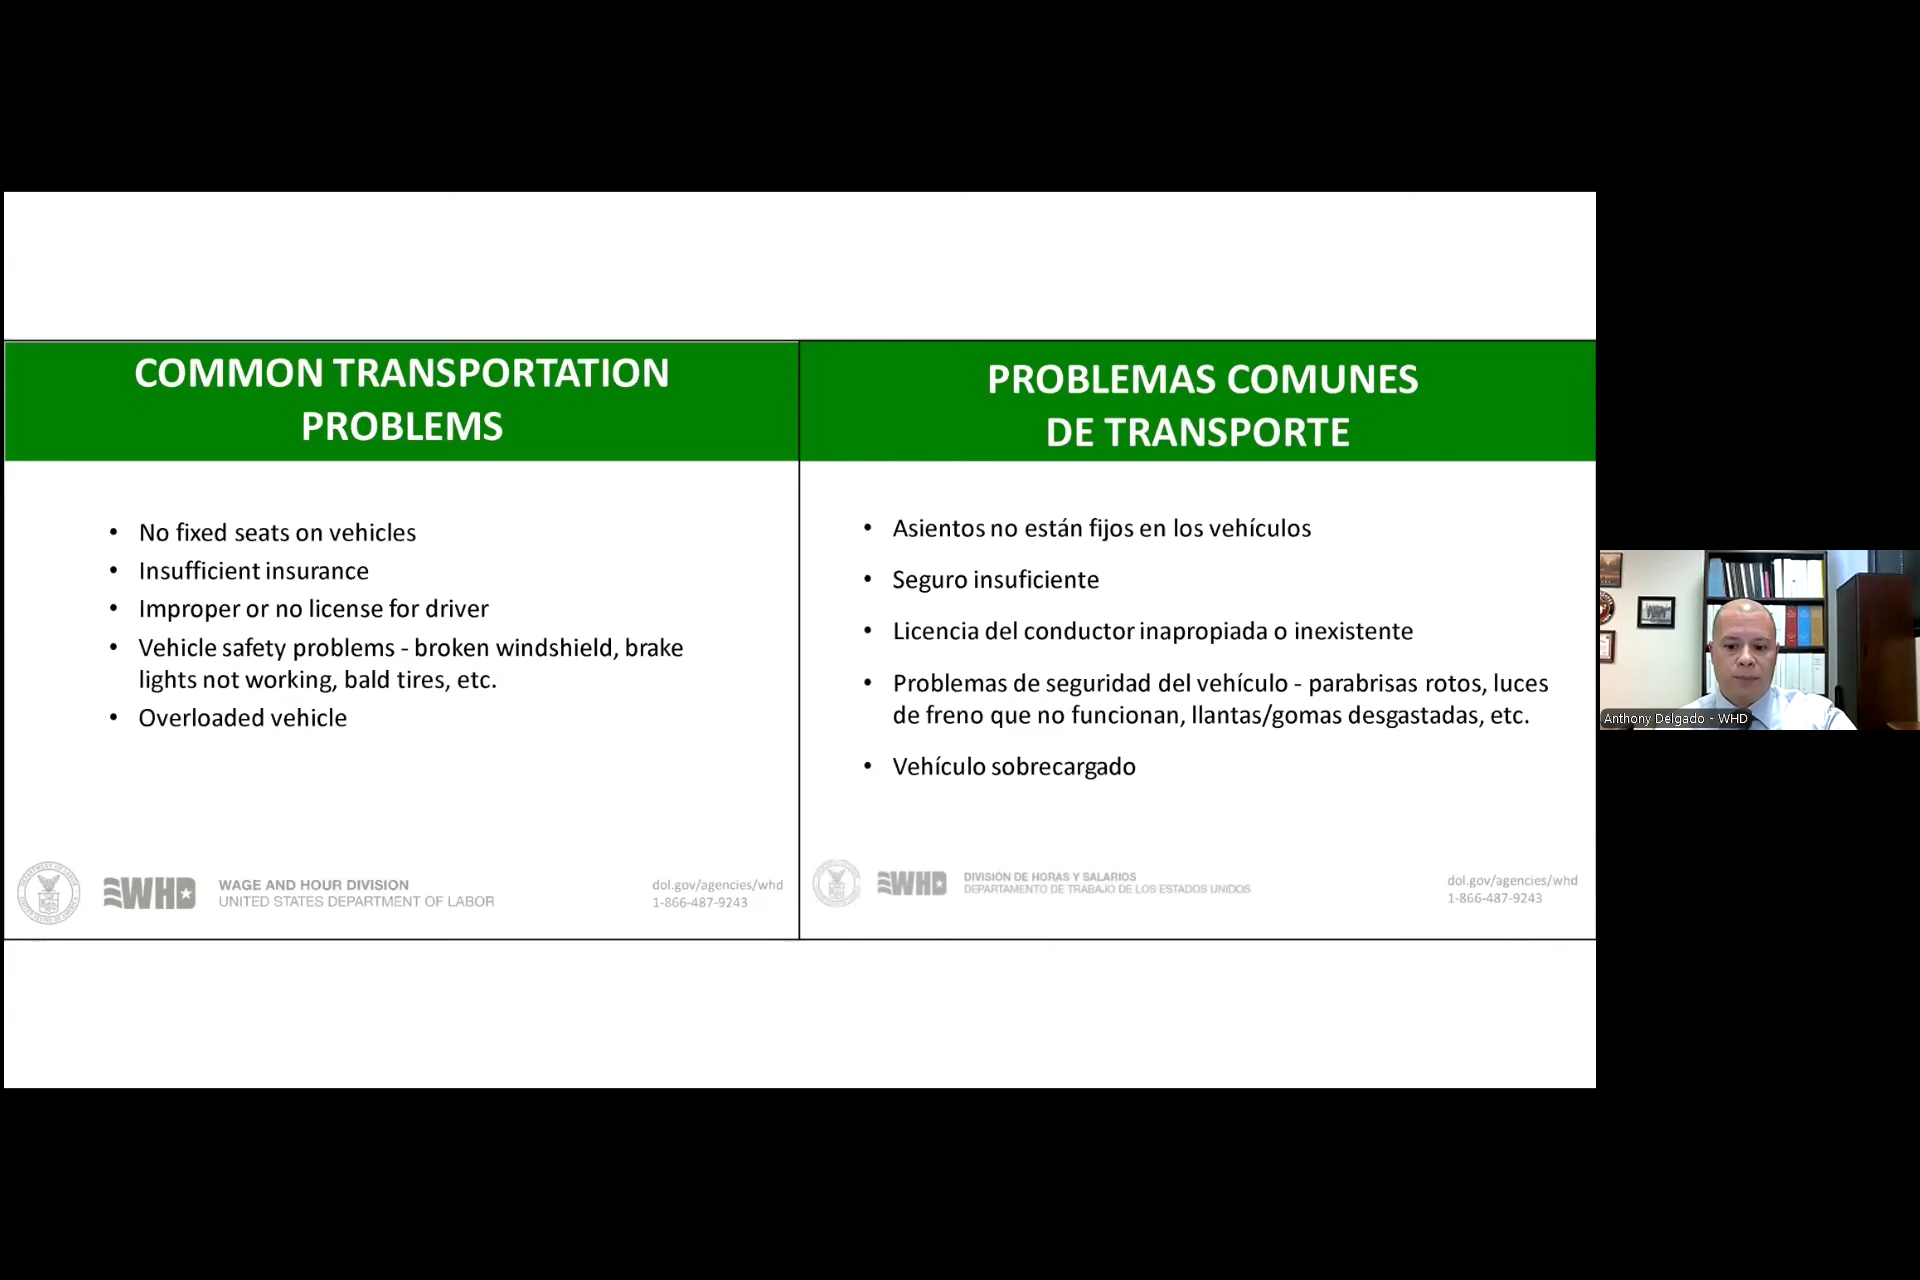 COMMON TRANSPORTATION
PROBLEMS
• No fixed seats on vehicles
• Insufficient insurance
• Improper or no license for driver
• Vehicle safety problems - broken windshield, brake
lights not working, bald tires, etc.
• Overloaded vehicle
WHD
WAGE AND HOUR DIVISION
UNITED STATES DEPARTMENT OF LABOR
dol.gov/agencies/whd
1-866-487-9243
PROBLEMAS COMUNES
DE TRANSPORTE
• Asientos no están fijos en los vehículos
• Seguro insuficiente
• Licencia del conductor inapropiada o inexistente
• Problemas de seguridad del vehículo - parabrisas rotos, luces
de freno que no funcionan, llantas/gomas desgastadas, etc.
• Vehículo sobrecargado
WHD
DIVISIÓN DE HORAS Y SALARIOS
DEPARTAMENTO DE TRABAJO DE LOS ESTADOS UNIDOS
dol.gov/agencies/whd
1-866-487-9243
Anthony Delgado - WHD